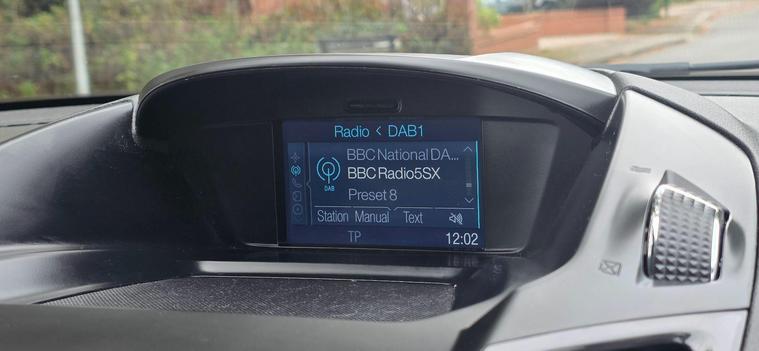 Radio < DAB1
BBC National DA...
BBC Radio5SX
DAB
Preset 8
Station Manual Text
TP 12:02